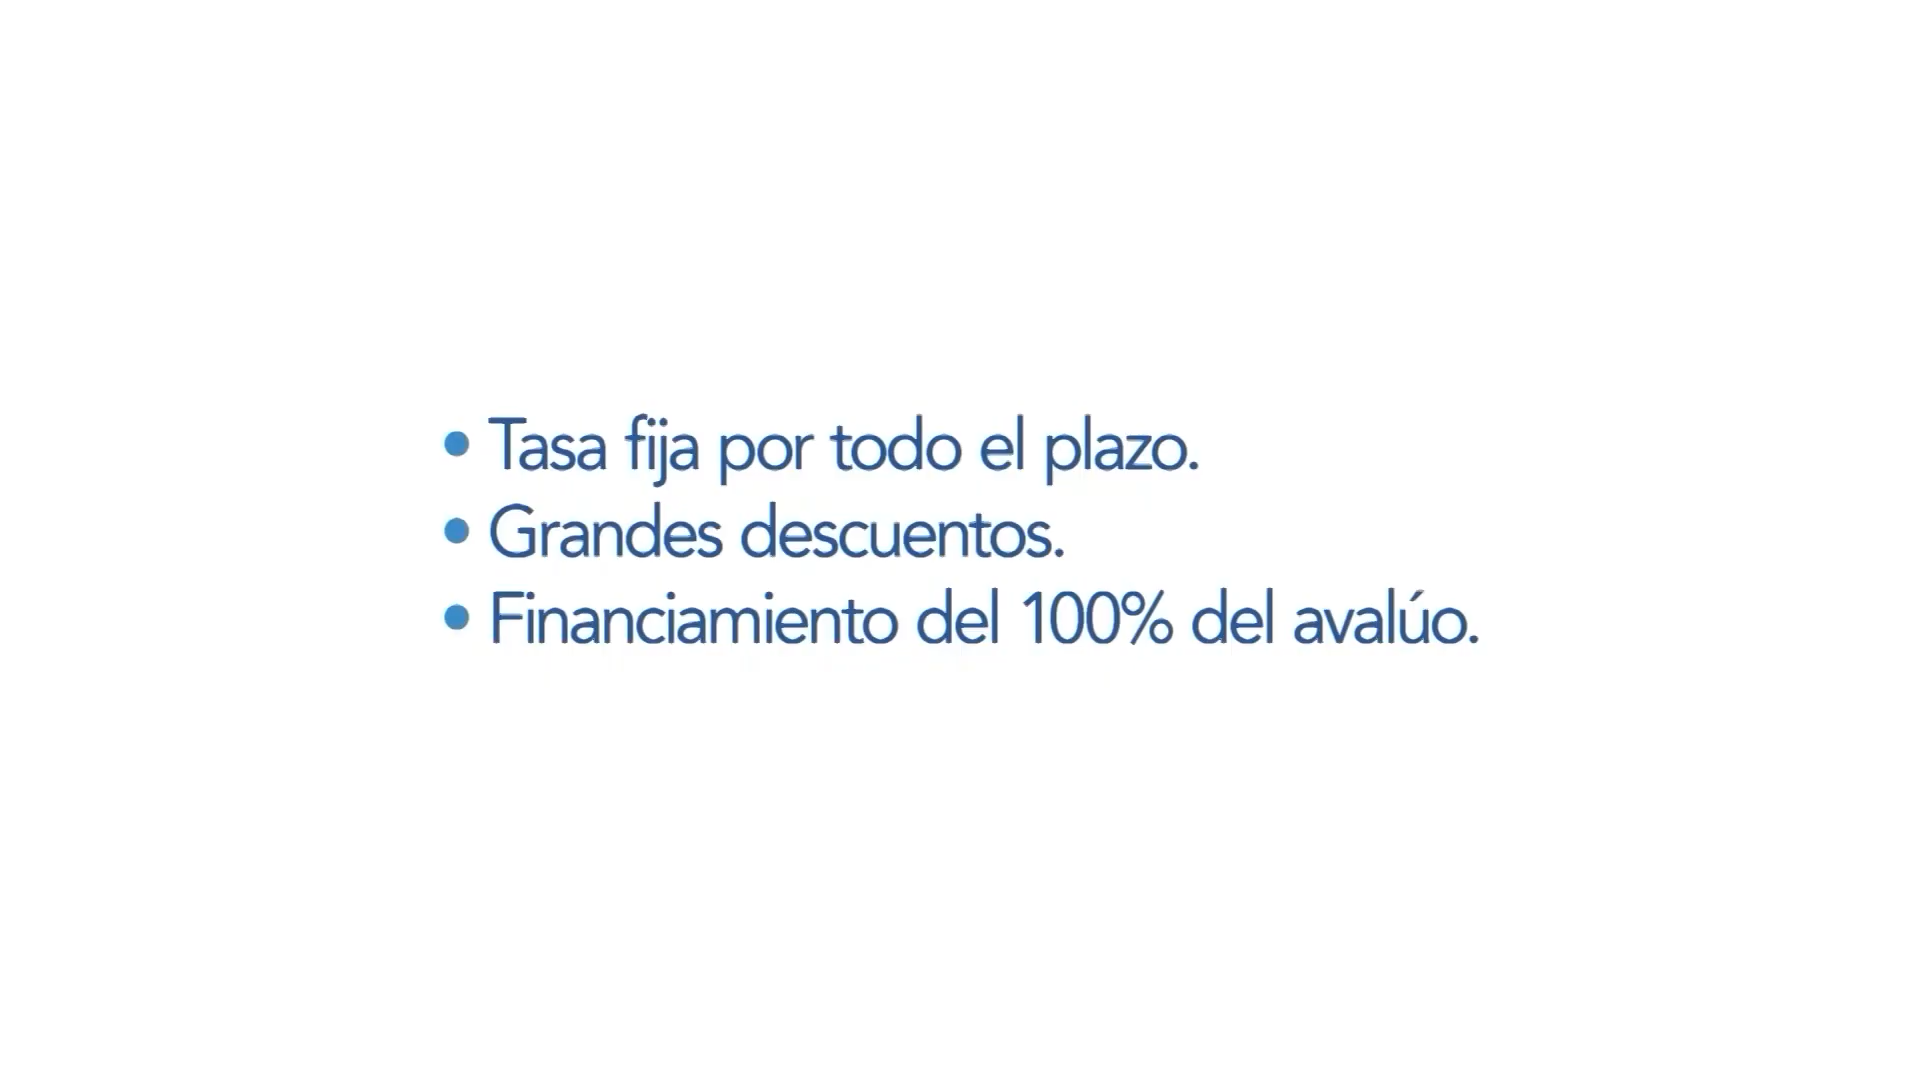 • Tasa fija por todo el plazo.
• Grandes descuentos.
• Financiamiento del 100% del avalúo.